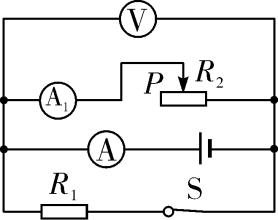 V
A₁ P R₂
A
R₁ S